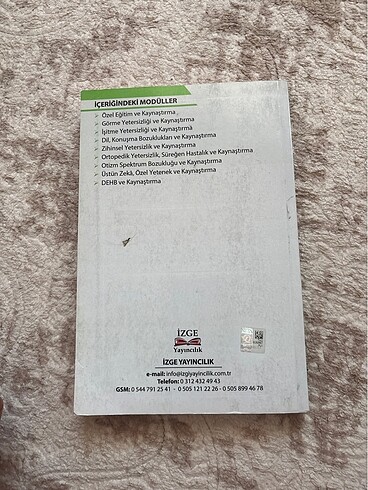 İÇERİĞİNDEKİ MODÜLLER
➢ Özel Eğitim ve Kaynaştırma
➢ Görme Yetersizliği ve Kaynaştırma
➢ İşitme Yetersizliği ve Kaynaştırma
➢ Dil, Konuşma Bozuklukları ve Kaynaştırma
➢ Zihinsel Yetersizlik ve Kaynaştırma
➢ Ortopedik Yetersizlik, Süreğen Hastalık ve Kaynaştırma
➢ Otizm Spektrum Bozukluğu ve Kaynaştırma
➢ Üstün Zekâ, Özel Yetenek ve Kaynaştırma
➢ DEHB ve Kaynaştırma
İZGE
Yayıncılık
İZGE YAYINCILIK
e-mail: info@izgiyayincilik.com.tr
Telefon: 0 312 432 49 43
GSM: 0 544 791 25 41 - 0 505 121 22 26 - 0 505 899 46 78